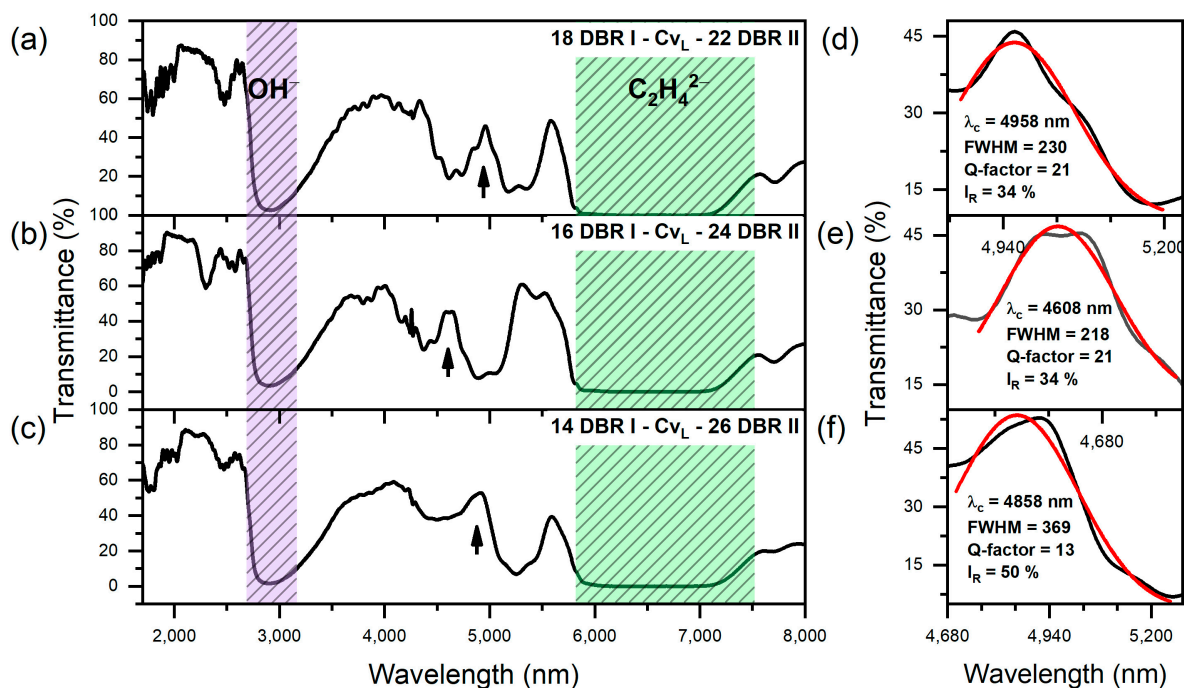 (a)
18 DBR I - Cv_L - 22 DBR II
OH⁻
C₂H₄²⁻
100
80
60
40
20
(b)
16 DBR I - Cv_L - 24 DBR II
100
80
60
40
20
0
(c)
14 DBR I - Cv_L - 26 DBR II
100
80
60
40
20
0
Transmittance (%)
2,000
3,000
4,000
5,000
6,000
7,000
8,000
Wavelength (nm)
(d)
45
30
15
λc = 4958 nm
FWHM = 230
Q-factor = 21
I_R = 34 %
4,940
5,200
(e)
45
30
15
λc = 4608 nm
FWHM = 218
Q-factor = 21
I_R = 34 %
4,680
(f)
45
30
15
λc = 4858 nm
FWHM = 369
Q-factor = 13
I_R = 50 %
Transmittance (%)
4,680
4,940
5,200
Wavelength (nm)